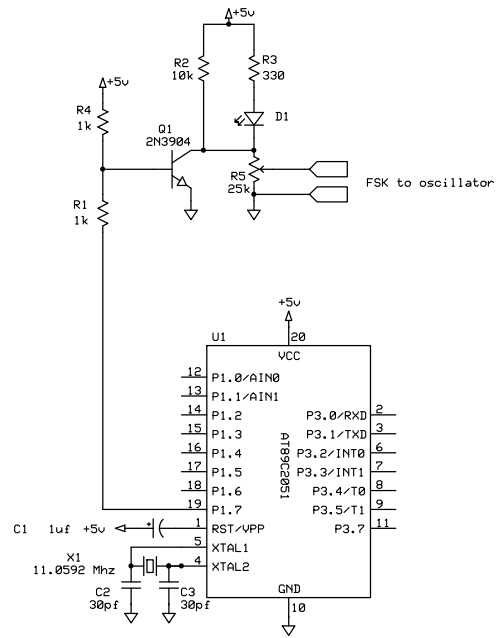 +5v
R2
10k
R3
330
+5v
R4
1k
Q1
2N3904
D1
R5
25k
FSK to oscillator
R1
1k
+5v
U1
20
VCC
12 P1.0/AIN0
13 P1.1/AIN1
14 P1.2
P3.0/RXD 2
15 P1.3
P3.1/TXD 3
16 P1.4
P3.2/INT0 6
17 P1.5
P3.3/INT1 7
18 P1.6
P3.4/T0 8
19 P1.7
P3.5/T1 9
AT89C2051
C1 1uf +5v
+
1 RST/VPP
P3.7 11
5 XTAL1
X1
11.0592 Mhz
4 XTAL2
C2
30pf
C3
30pf
GND
10